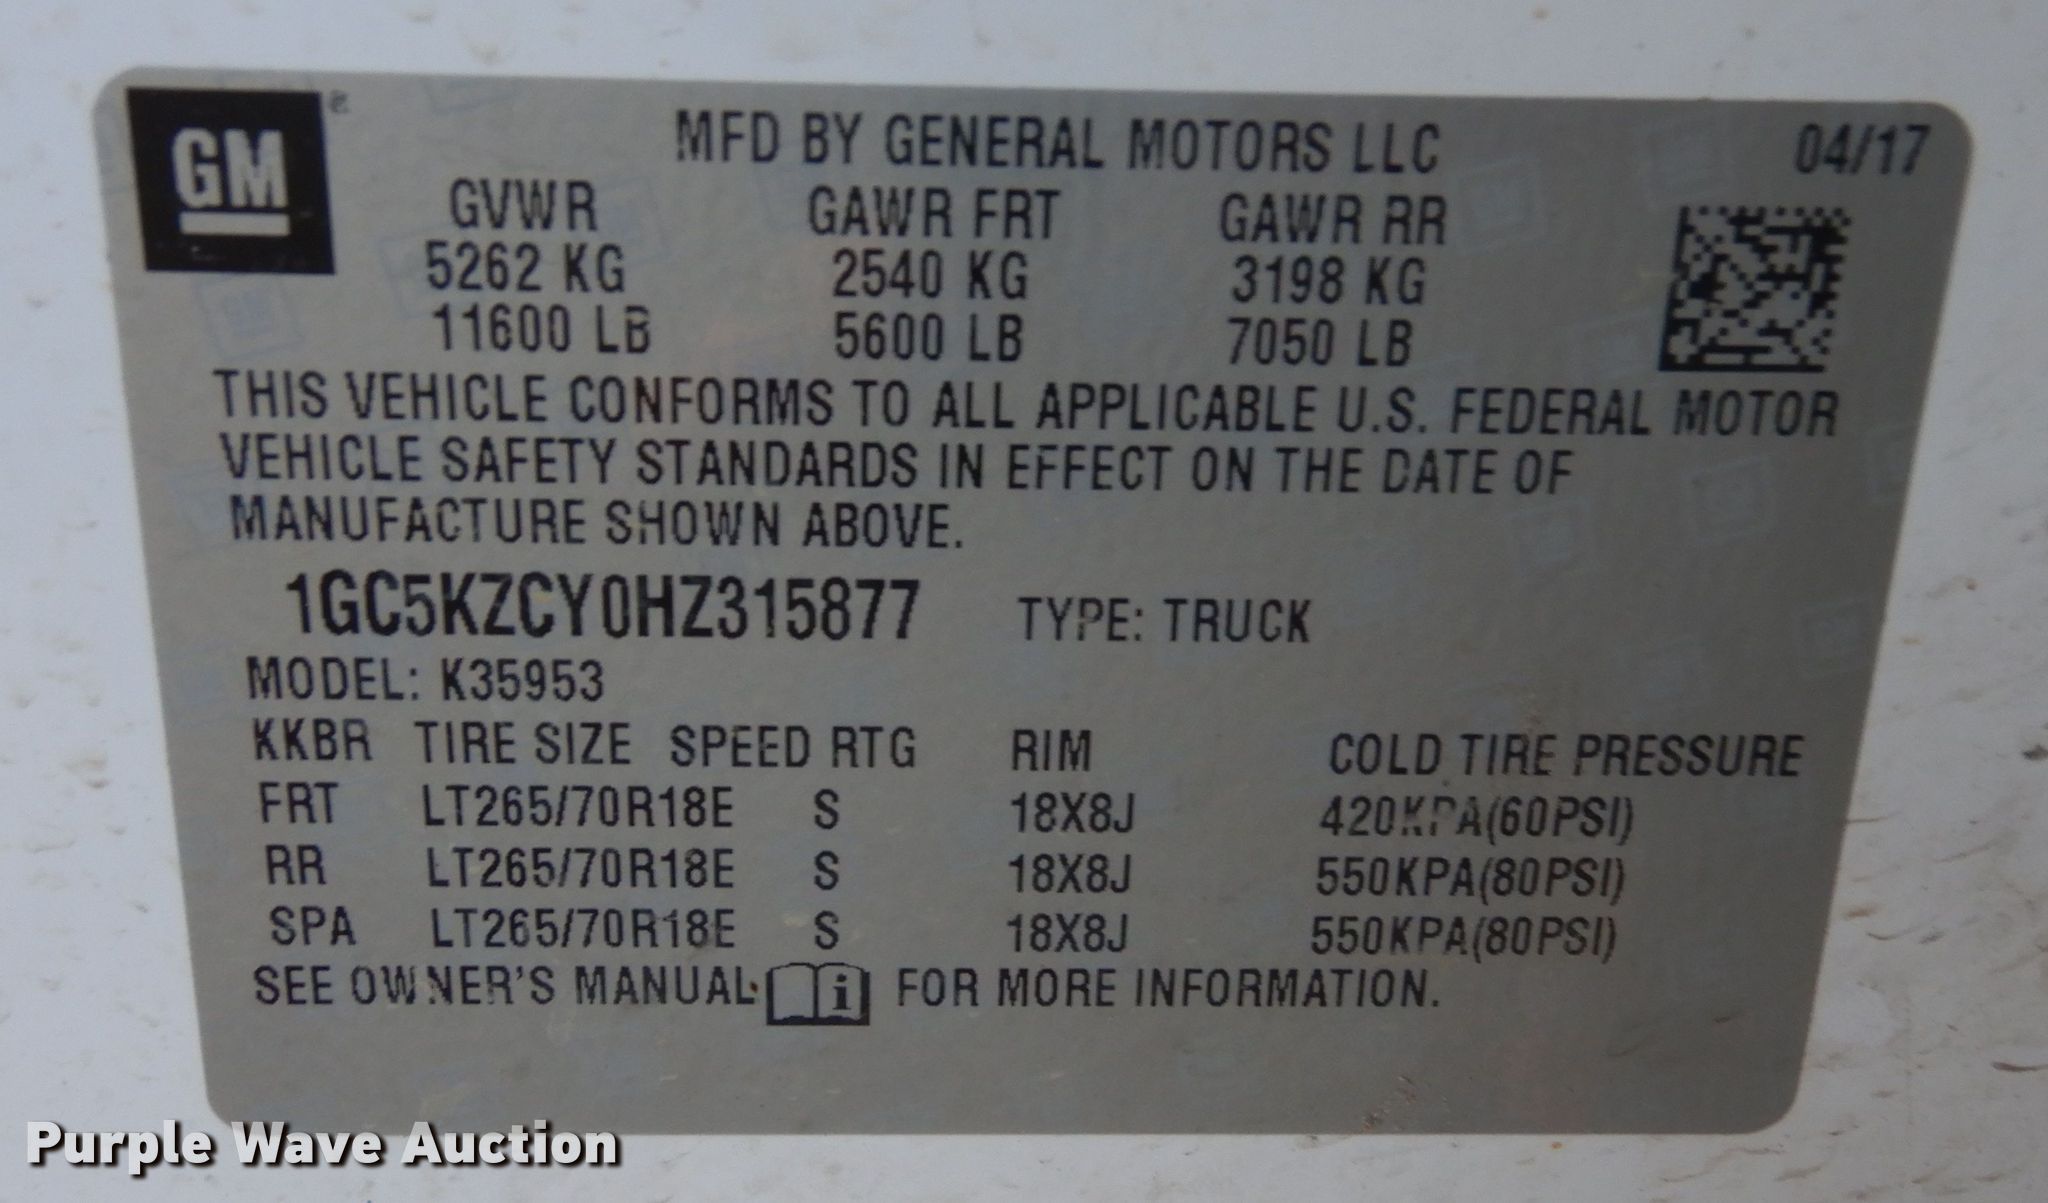 GM
MFD BY GENERAL MOTORS LLC 04/17
GVWR GAWR FRT GAWR RR
5262 KG 2540 KG 3198 KG
11600 LB 5600 LB 7050 LB
THIS VEHICLE CONFORMS TO ALL APPLICABLE U.S. FEDERAL MOTOR
VEHICLE SAFETY STANDARDS IN EFFECT ON THE DATE OF
MANUFACTURE SHOWN ABOVE.
1GC5KZCY0HZ315877 TYPE: TRUCK
MODEL: K35953
KKBR TIRE SIZE SPEED RTG RIM COLD TIRE PRESSURE
FRT LT265/70R18E S 18X8J 420KPA(60PSI)
RR LT265/70R18E S 18X8J 550KPA(80PSI)
SPA LT265/70R18E S 18X8J 550KPA(80PSI)
SEE OWNER'S MANUAL i FOR MORE INFORMATION.
Purple Wave Auction